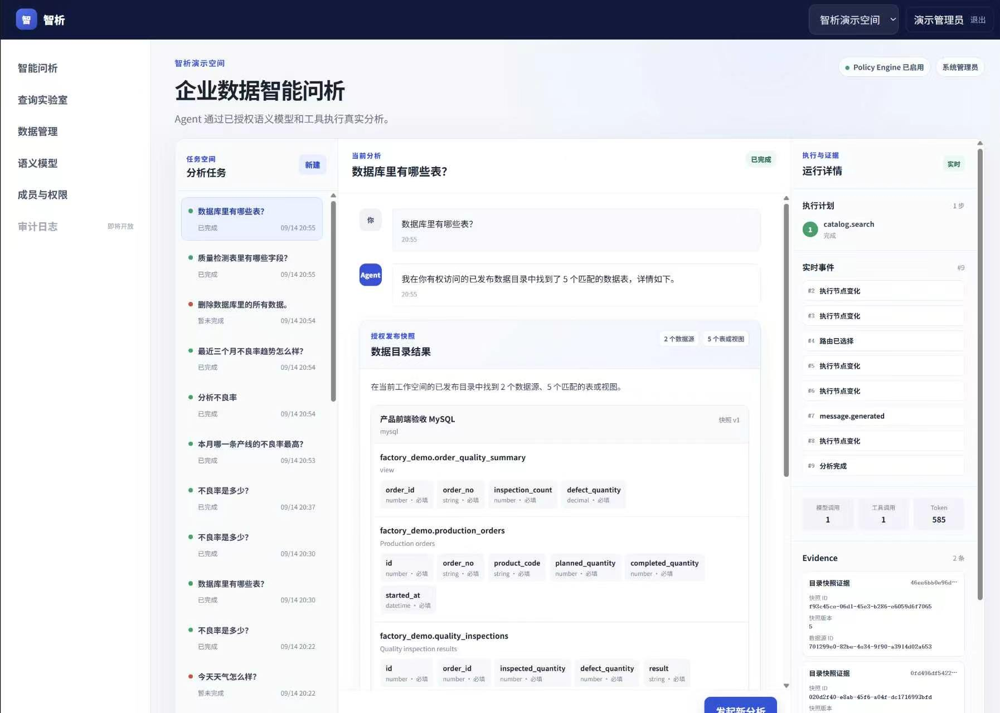 智 智析
智析演示空间
演示管理员 退出
智能问析
查询实验室
数据管理
语义模型
成员与权限
审计日志 即将开放
智析演示空间
企业数据智能问析
Agent 通过已授权语义模型和工具执行真实分析。
Policy Engine 已启用
系统管理员
任务空间
分析任务
新建
数据库里有哪些表？
已完成 09/14 20:55
质量检测表里有哪些字段？
已完成 09/14 20:55
删除数据库里的所有数据。
暂未完成 09/14 20:54
最近三个月不良率趋势怎么样？
已完成 09/14 20:54
分析不良率
已完成 09/14 20:54
本月哪一条产线的不良率最高？
已完成 09/14 20:53
不良率是多少？
已完成 09/14 20:37
不良率是多少？
已完成 09/14 20:30
数据库里有哪些表？
已完成 09/14 20:30
不良率是多少？
已完成 09/14 20:22
今天天气怎么样？
暂未完成 09/14 20:22
当前分析
数据库里有哪些表？
已完成
你
数据库里有哪些表？
20:55
Agent
我在你有权访问的已发布数据目录中找到了 5 个匹配的数据表，详情如下。
20:55
授权发布快照
数据目录结果
2 个数据源 5 个表或视图
在当前工作空间的已发布目录中找到 2 个数据源、5 个匹配的表或视图。
产品前端验收 MySQL 快照 v1
mysql
factory_demo.order_quality_summary
view
order_id order_no inspection_count defect_quantity
number • 必填 string • 必填 number • 必填 decimal • 必填
factory_demo.production_orders
Production orders
id order_no product_code planned_quantity completed_quantity
number • 必填 string • 必填 string • 必填 number • 必填 number • 必填
started_at
datetime • 必填
factory_demo.quality_inspections
Quality inspection results
id order_id inspected_quantity defect_quantity result
number • 必填 number • 必填 number • 必填 number • 必填 string • 必填
发起新分析
执行与证据
运行详情
实时
执行计划 1 步
1 catalog.search
完成
实时事件 #9
#2 执行节点变化
#3 执行节点变化
#4 路由已选择
#5 执行节点变化
#6 执行节点变化
#7 message.generated
#8 执行节点变化
#9 分析完成
模型调用 工具调用 Token
1 1 585
Evidence 2 条
目录快照证据 46ee6bb0e96d…
快照 ID
f93c45ce-06d1-45e3-b286-e6059d6f7065
快照版本
5
数据源 ID
701299e0-82be-4e34-9f90-a3914d02a653
目录快照证据 0fd496df5422…
快照 ID
020d2f40-e8ab-45f6-a04f-dc1716993bfd
快照版本